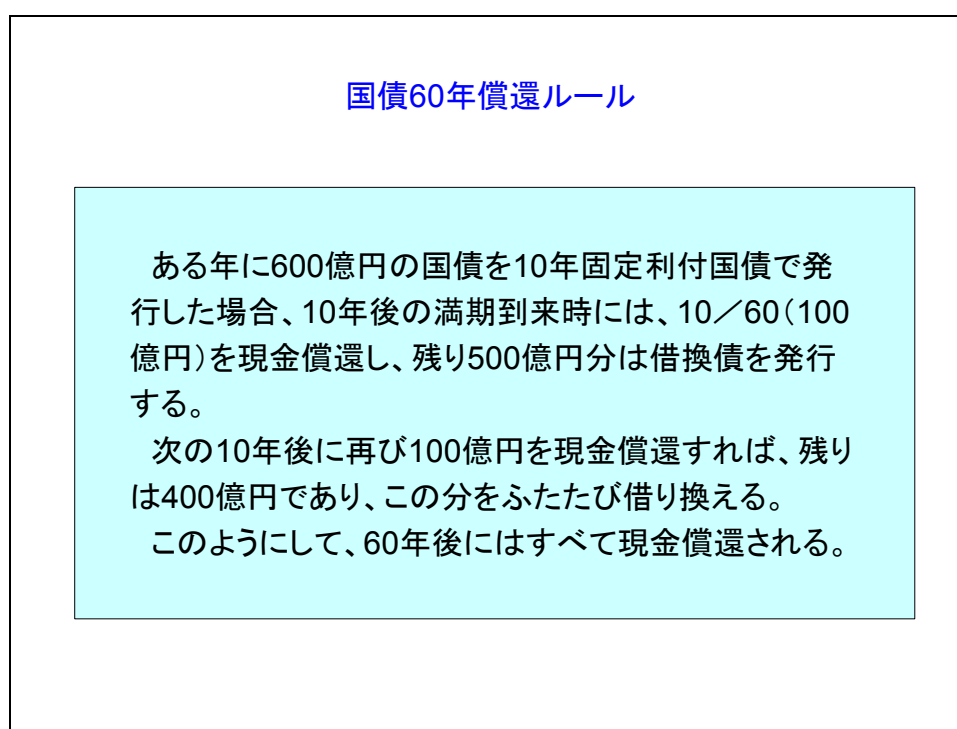 国債60年償還ルール
ある年に600億円の国債を10年固定利付国債で発
行した場合、10年後の満期到来時には、10／60（100
億円）を現金償還し、残り500億円分は借換債を発行
する。
次の10年後に再び100億円を現金償還すれば、残り
は400億円であり、この分をふたたび借り換える。
このようにして、60年後にはすべて現金償還される。